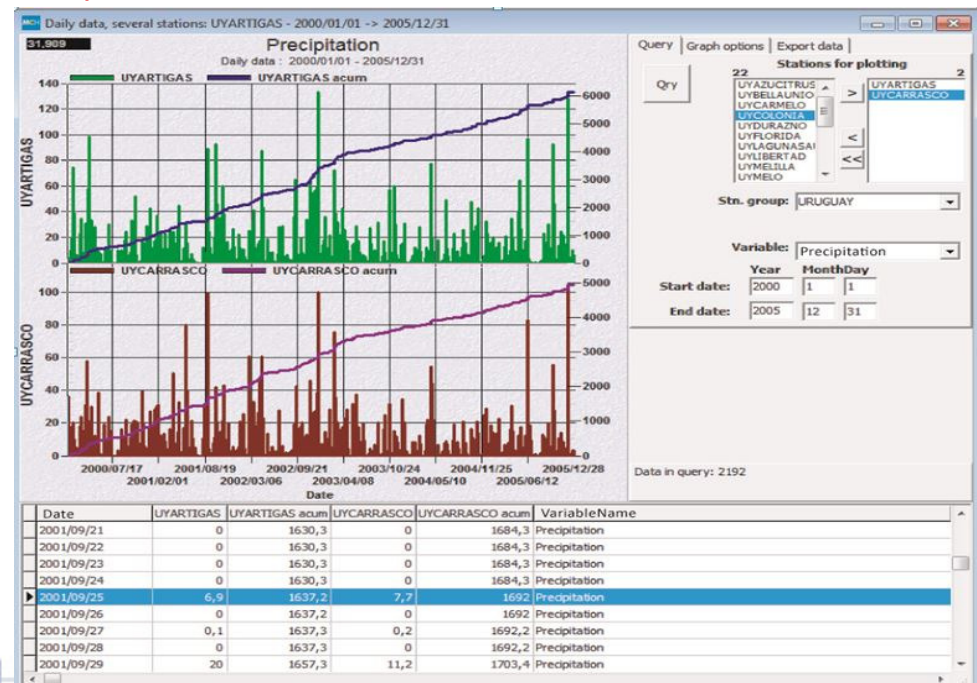 Daily data, several stations: UYARTIGAS - 2000/01/01 -> 2005/12/31
31,909
Precipitation
Daily data : 2000/01/01 - 2005/12/31
UYARTIGAS UYARTIGAS acum
UYARTIGAS
140
120
100
80
60
40
20
0
6000
5000
4000
3000
2000
1000
0
UYCARRASCO UYCARRASCO acum
UYCARRASCO
100
80
60
40
20
0
5000
4000
3000
2000
1000
0
2000/07/17 2001/08/19 2002/09/21 2003/10/24 2004/11/25 2005/12/28
2001/02/01 2002/03/06 2003/04/08 2004/05/10 2005/06/12
Date
Query Graph options Export data
Stations for plotting
22 2
Qry
UYAZUCITRUS
UYBELLAUNIO
UYCARMELO
UYCOLONIA
UYDURAZNO
UYFLORIDA
UYLAGUNASAU
UYLIBERTAD
UYMELILLA
UYMELO
>
<
<<
UYARTIGAS
UYCARRASCO
Stn. group: URUGUAY
Variable: Precipitation
Year MonthDay
Start date: 2000 1 1
End date: 2005 12 31
Data in query: 2192
Date UYARTIGAS UYARTIGAS acum UYCARRASCO UYCARRASCO acum VariableName
2001/09/21 0 1630,3 0 1684,3 Precipitation
2001/09/22 0 1630,3 0 1684,3 Precipitation
2001/09/23 0 1630,3 0 1684,3 Precipitation
2001/09/24 0 1630,3 0 1684,3 Precipitation
2001/09/25 6,9 1637,2 7,7 1692 Precipitation
2001/09/26 0 1637,2 0 1692 Precipitation
2001/09/27 0,1 1637,3 0,2 1692,2 Precipitation
2001/09/28 0 1637,3 0 1692,2 Precipitation
2001/09/29 20 1657,3 11,2 1703,4 Precipitation